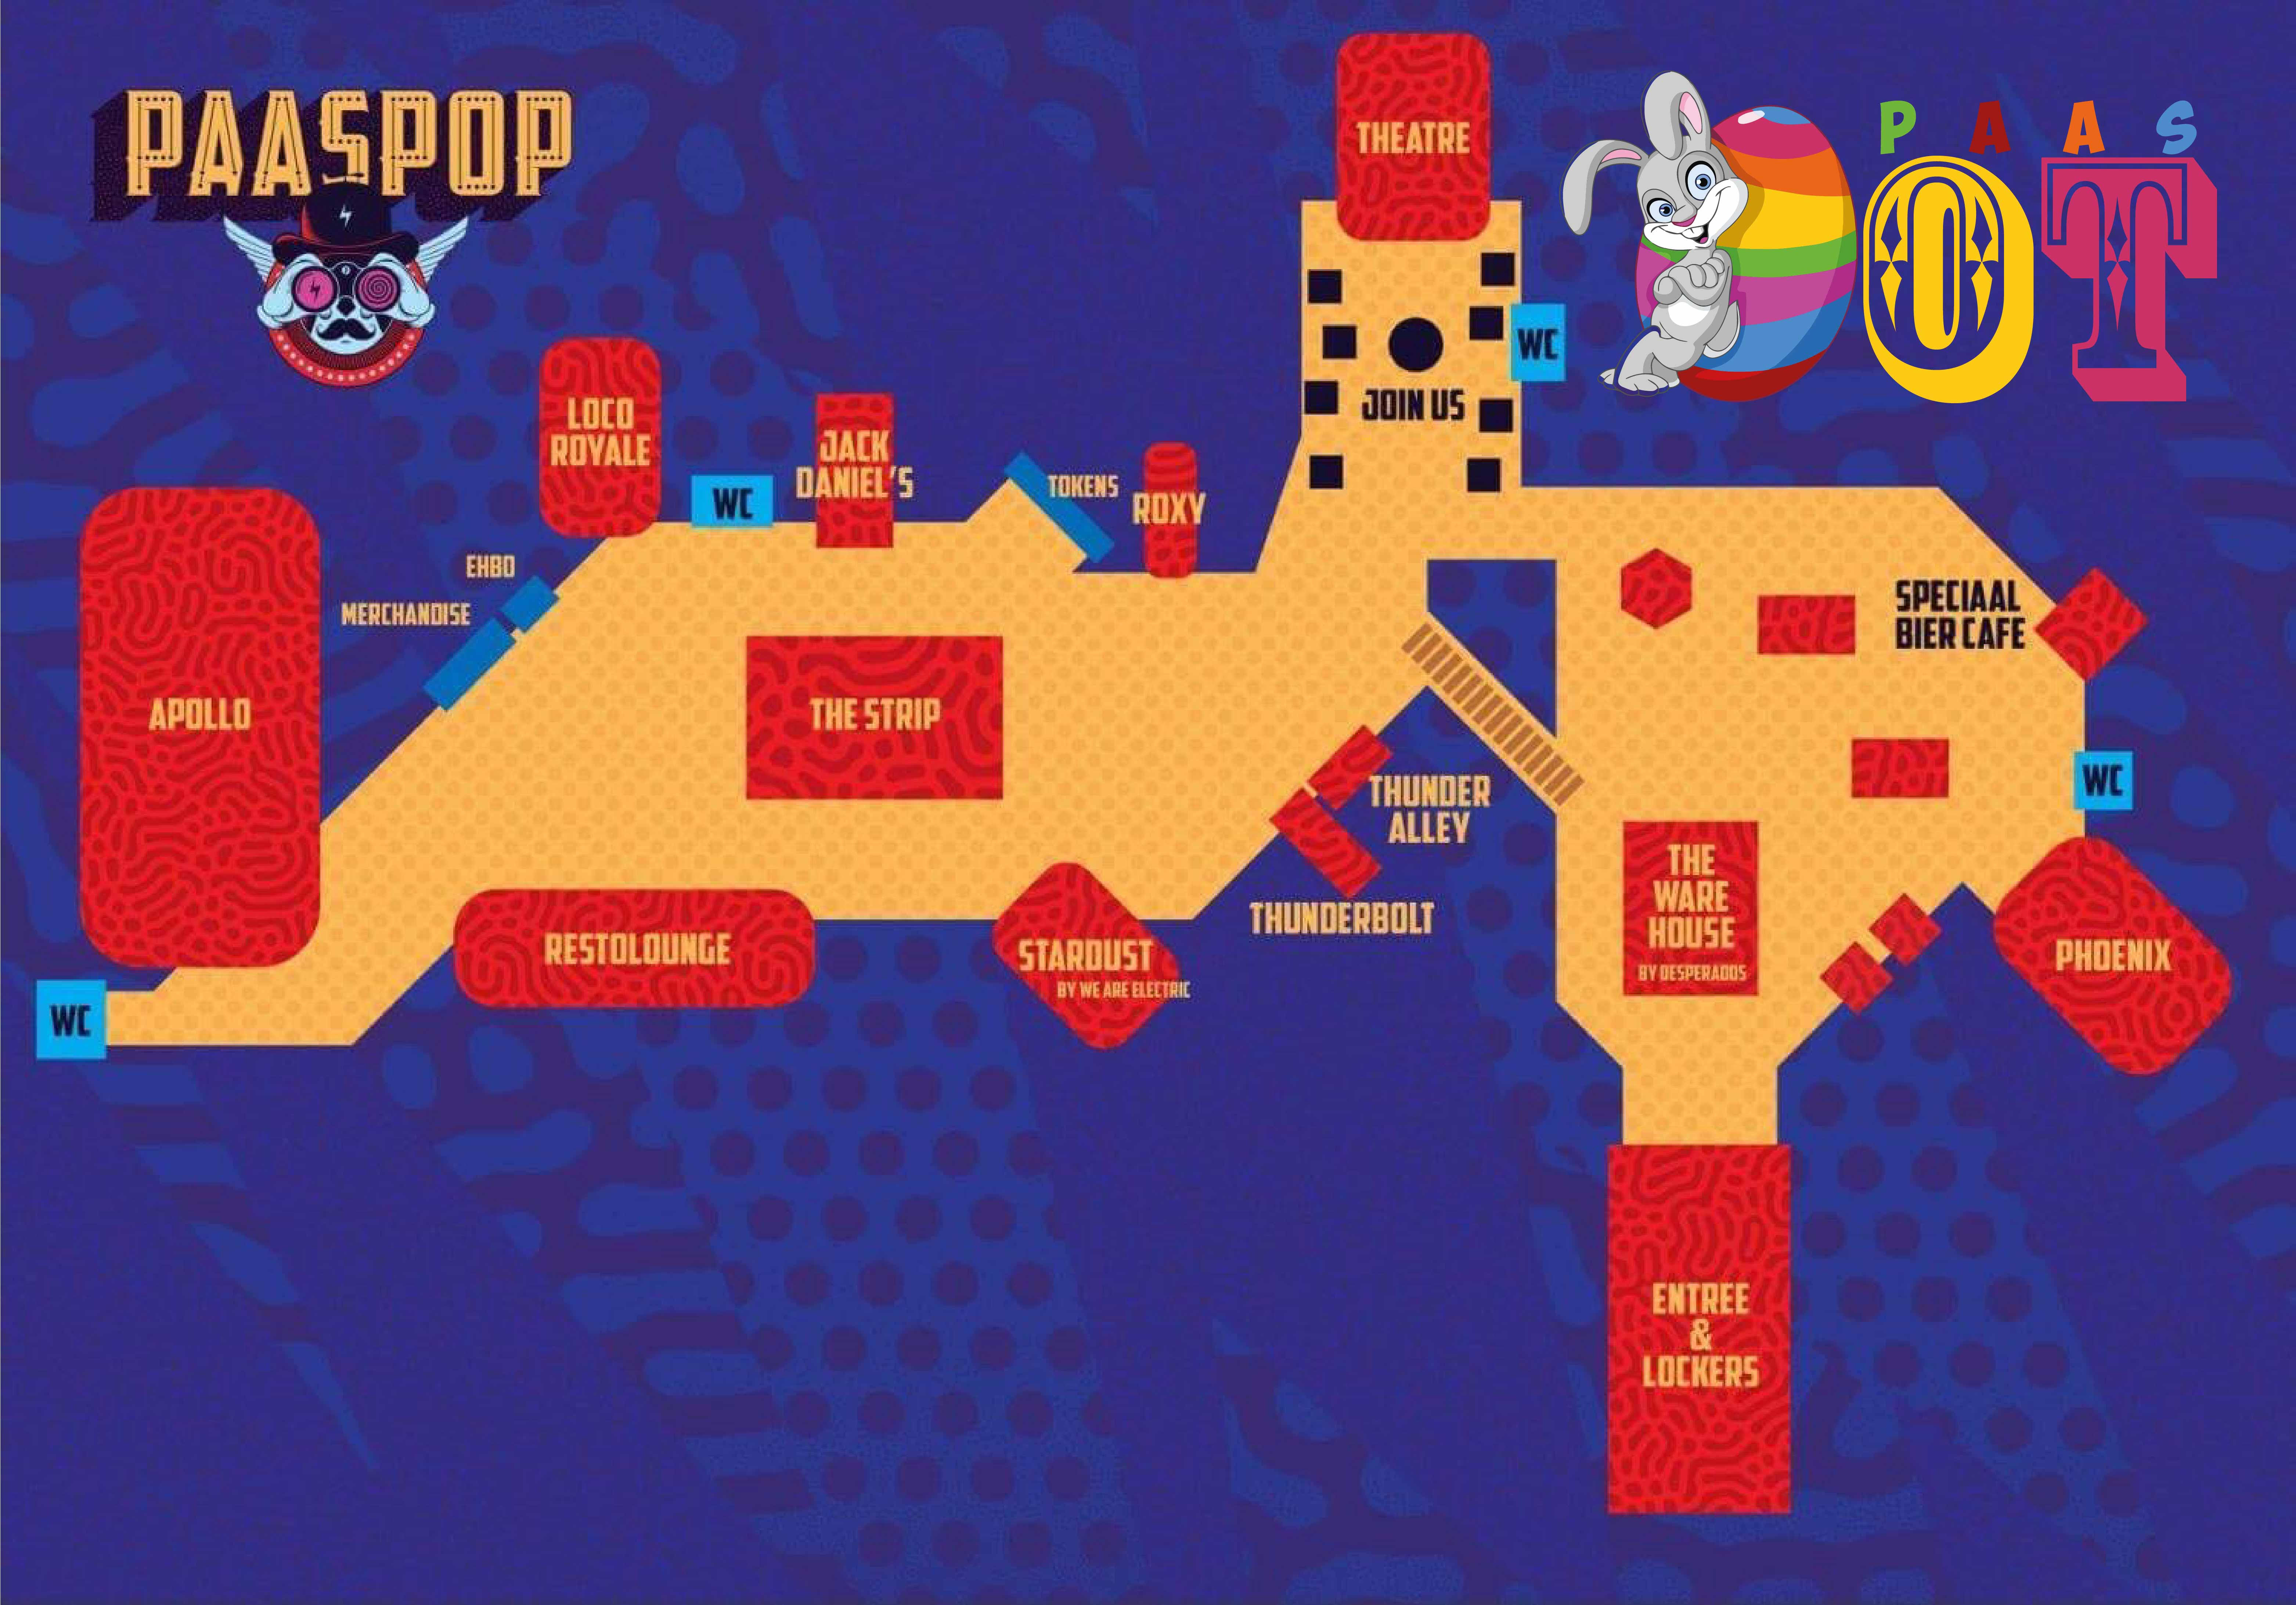 PAASPOP
PAAS
OT
THEATRE
WC
JOIN US
LOCO
ROYALE
WC
JACK
DANIEL'S
TOKENS
ROXY
EHBO
MERCHANDISE
APOLLO
THE STRIP
SPECIAAL
BIER CAFE
WC
THUNDER
ALLEY
THUNDERBOLT
THE
WARE
HOUSE
BY DESPERADOS
PHOENIX
RESTOLOUNGE
STARDUST
BY WE ARE ELECTRIC
WC
ENTREE
&
LOCKERS